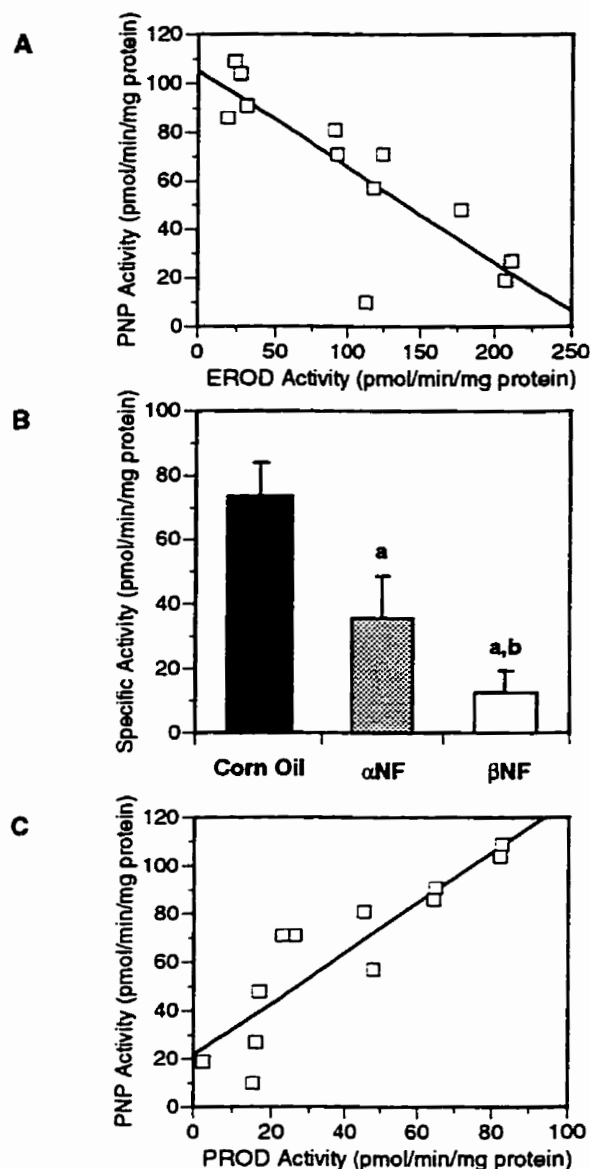 A
PNP Activity (pmol/min/mg protein)
120
100
80
60
40
20
0
0 50 100 150 200 250
EROD Activity (pmol/min/mg protein)
B
Specific Activity (pmol/min/mg protein)
100
80
60
40
20
0
a
a,b
Corn Oil αNF βNF
C
PNP Activity (pmol/min/mg protein)
120
100
80
60
40
20
0
0 20 40 60 80 100
PROD Activity (pmol/min/mg protein)